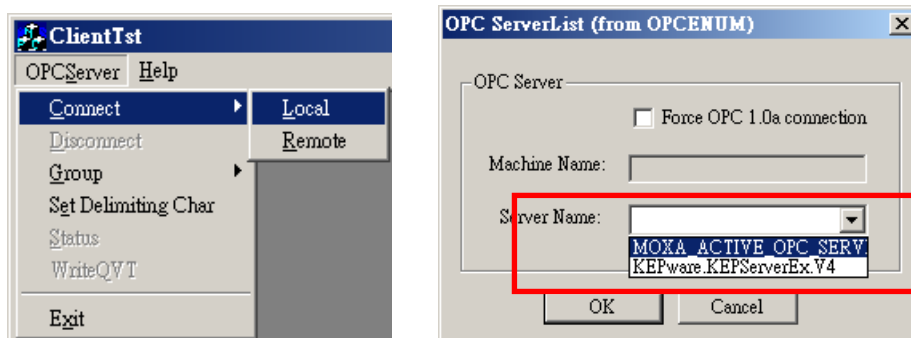 ClientTst
OPCServer Help
Connect
Local
Disconnect
Remote
Group
Set Delimiting Char
Status
WriteQVT
Exit
OPC ServerList (from OPCENUM)
OPC Server
Force OPC 1.0a connection
Machine Name:
Server Name:
MOXA_ACTIVE_OPC_SERV
KEPware.KEPServerEx.V4
OK Cancel